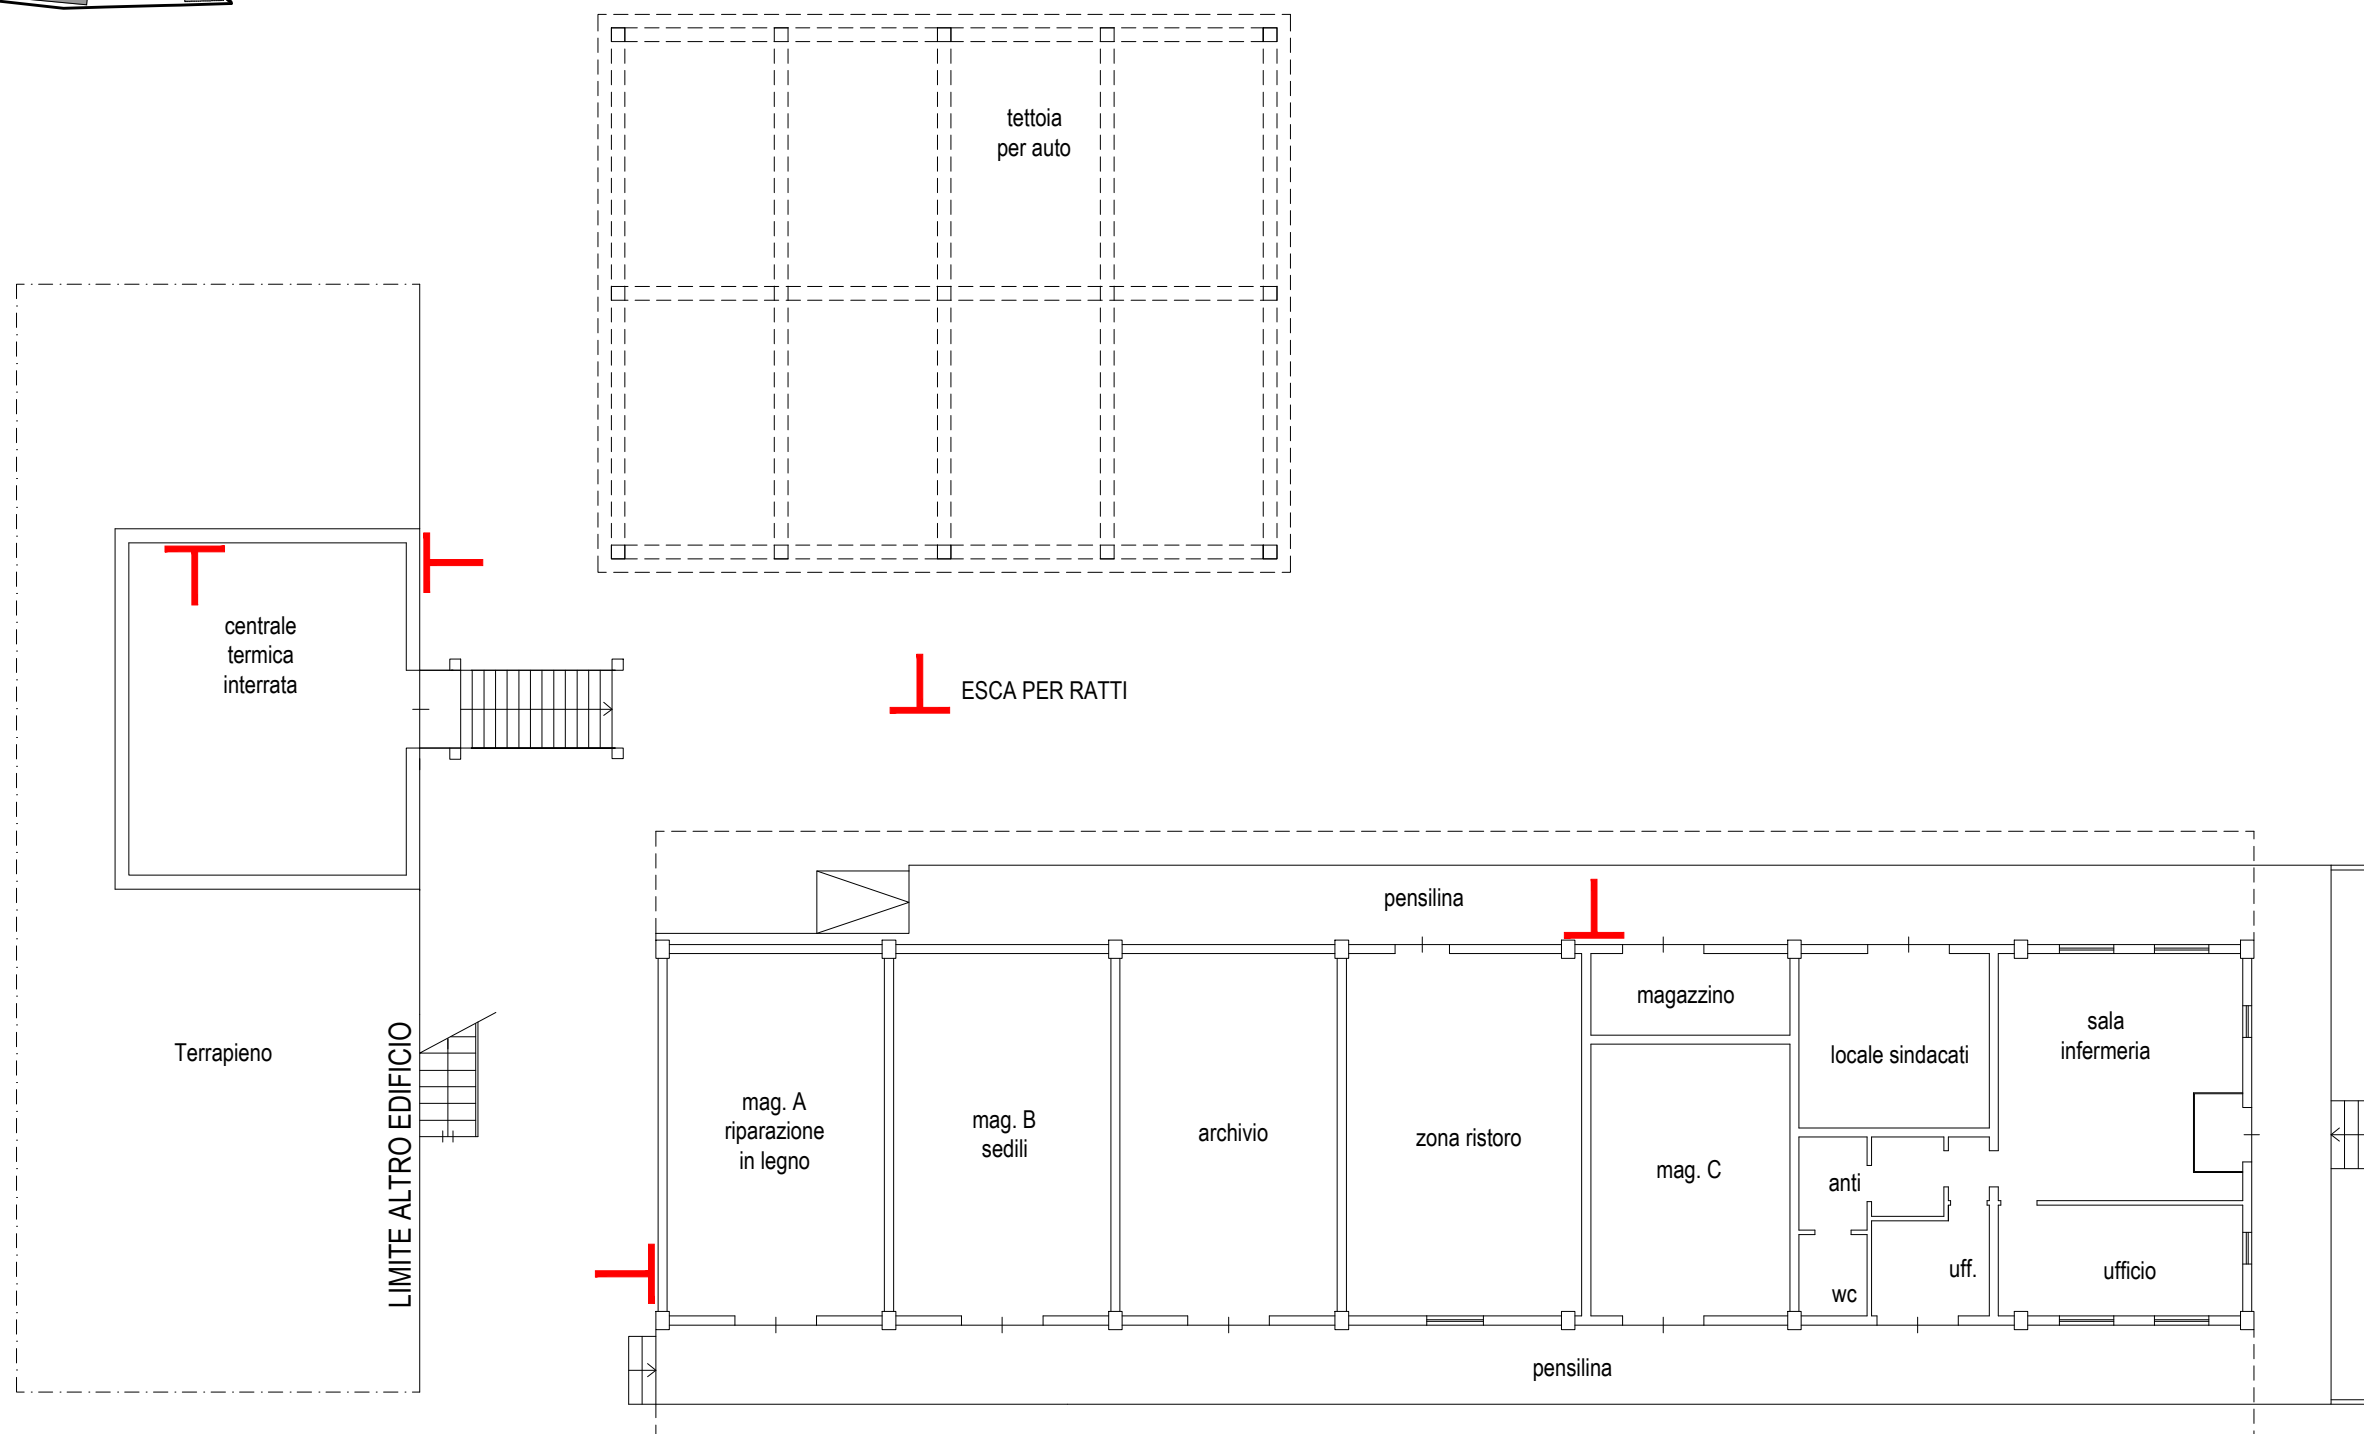 tettoia
per auto
centrale
termica
interrata
ESCA PER RATTI
pensilina
magazzino
sala
infermeria
locale sindacati
Terrapieno
LIMITE ALTRO EDIFICIO
mag. A
riparazione
in legno
mag. B
sedili
archivio
zona ristoro
mag. C
anti
uff.
ufficio
wc
pensilina